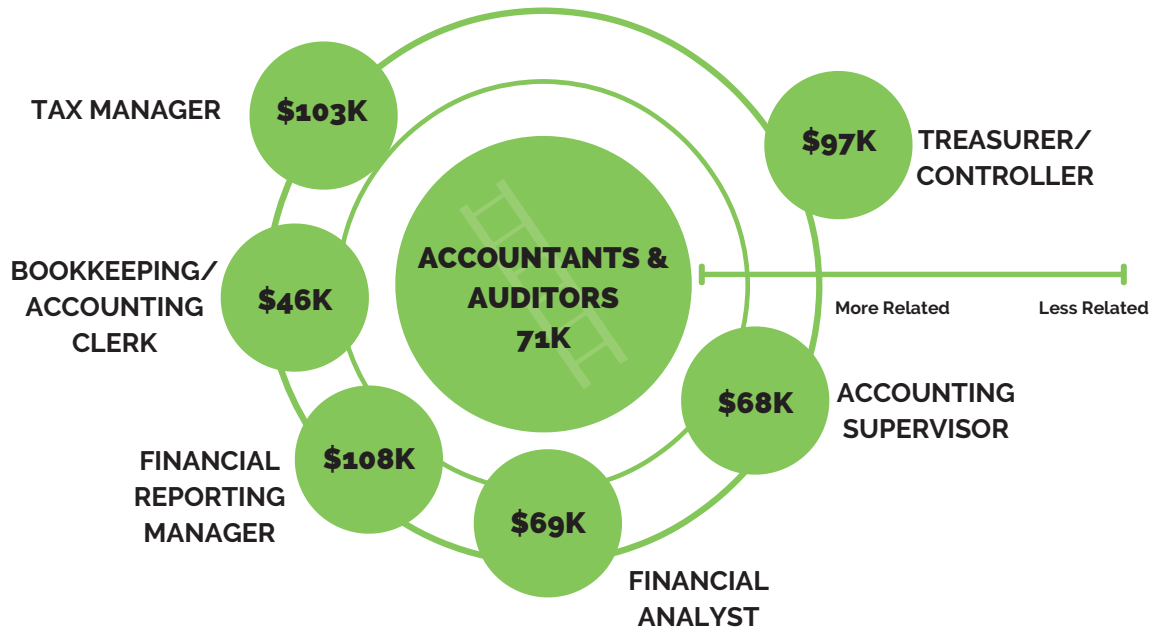 TAX MANAGER
$103K
$97K
TREASURER/
CONTROLLER
ACCOUNTANTS &
AUDITORS
71K
BOOKKEEPING/
ACCOUNTING
CLERK
$46K
More Related
Less Related
$68K
ACCOUNTING
SUPERVISOR
FINANCIAL
REPORTING
MANAGER
$108K
$69K
FINANCIAL
ANALYST